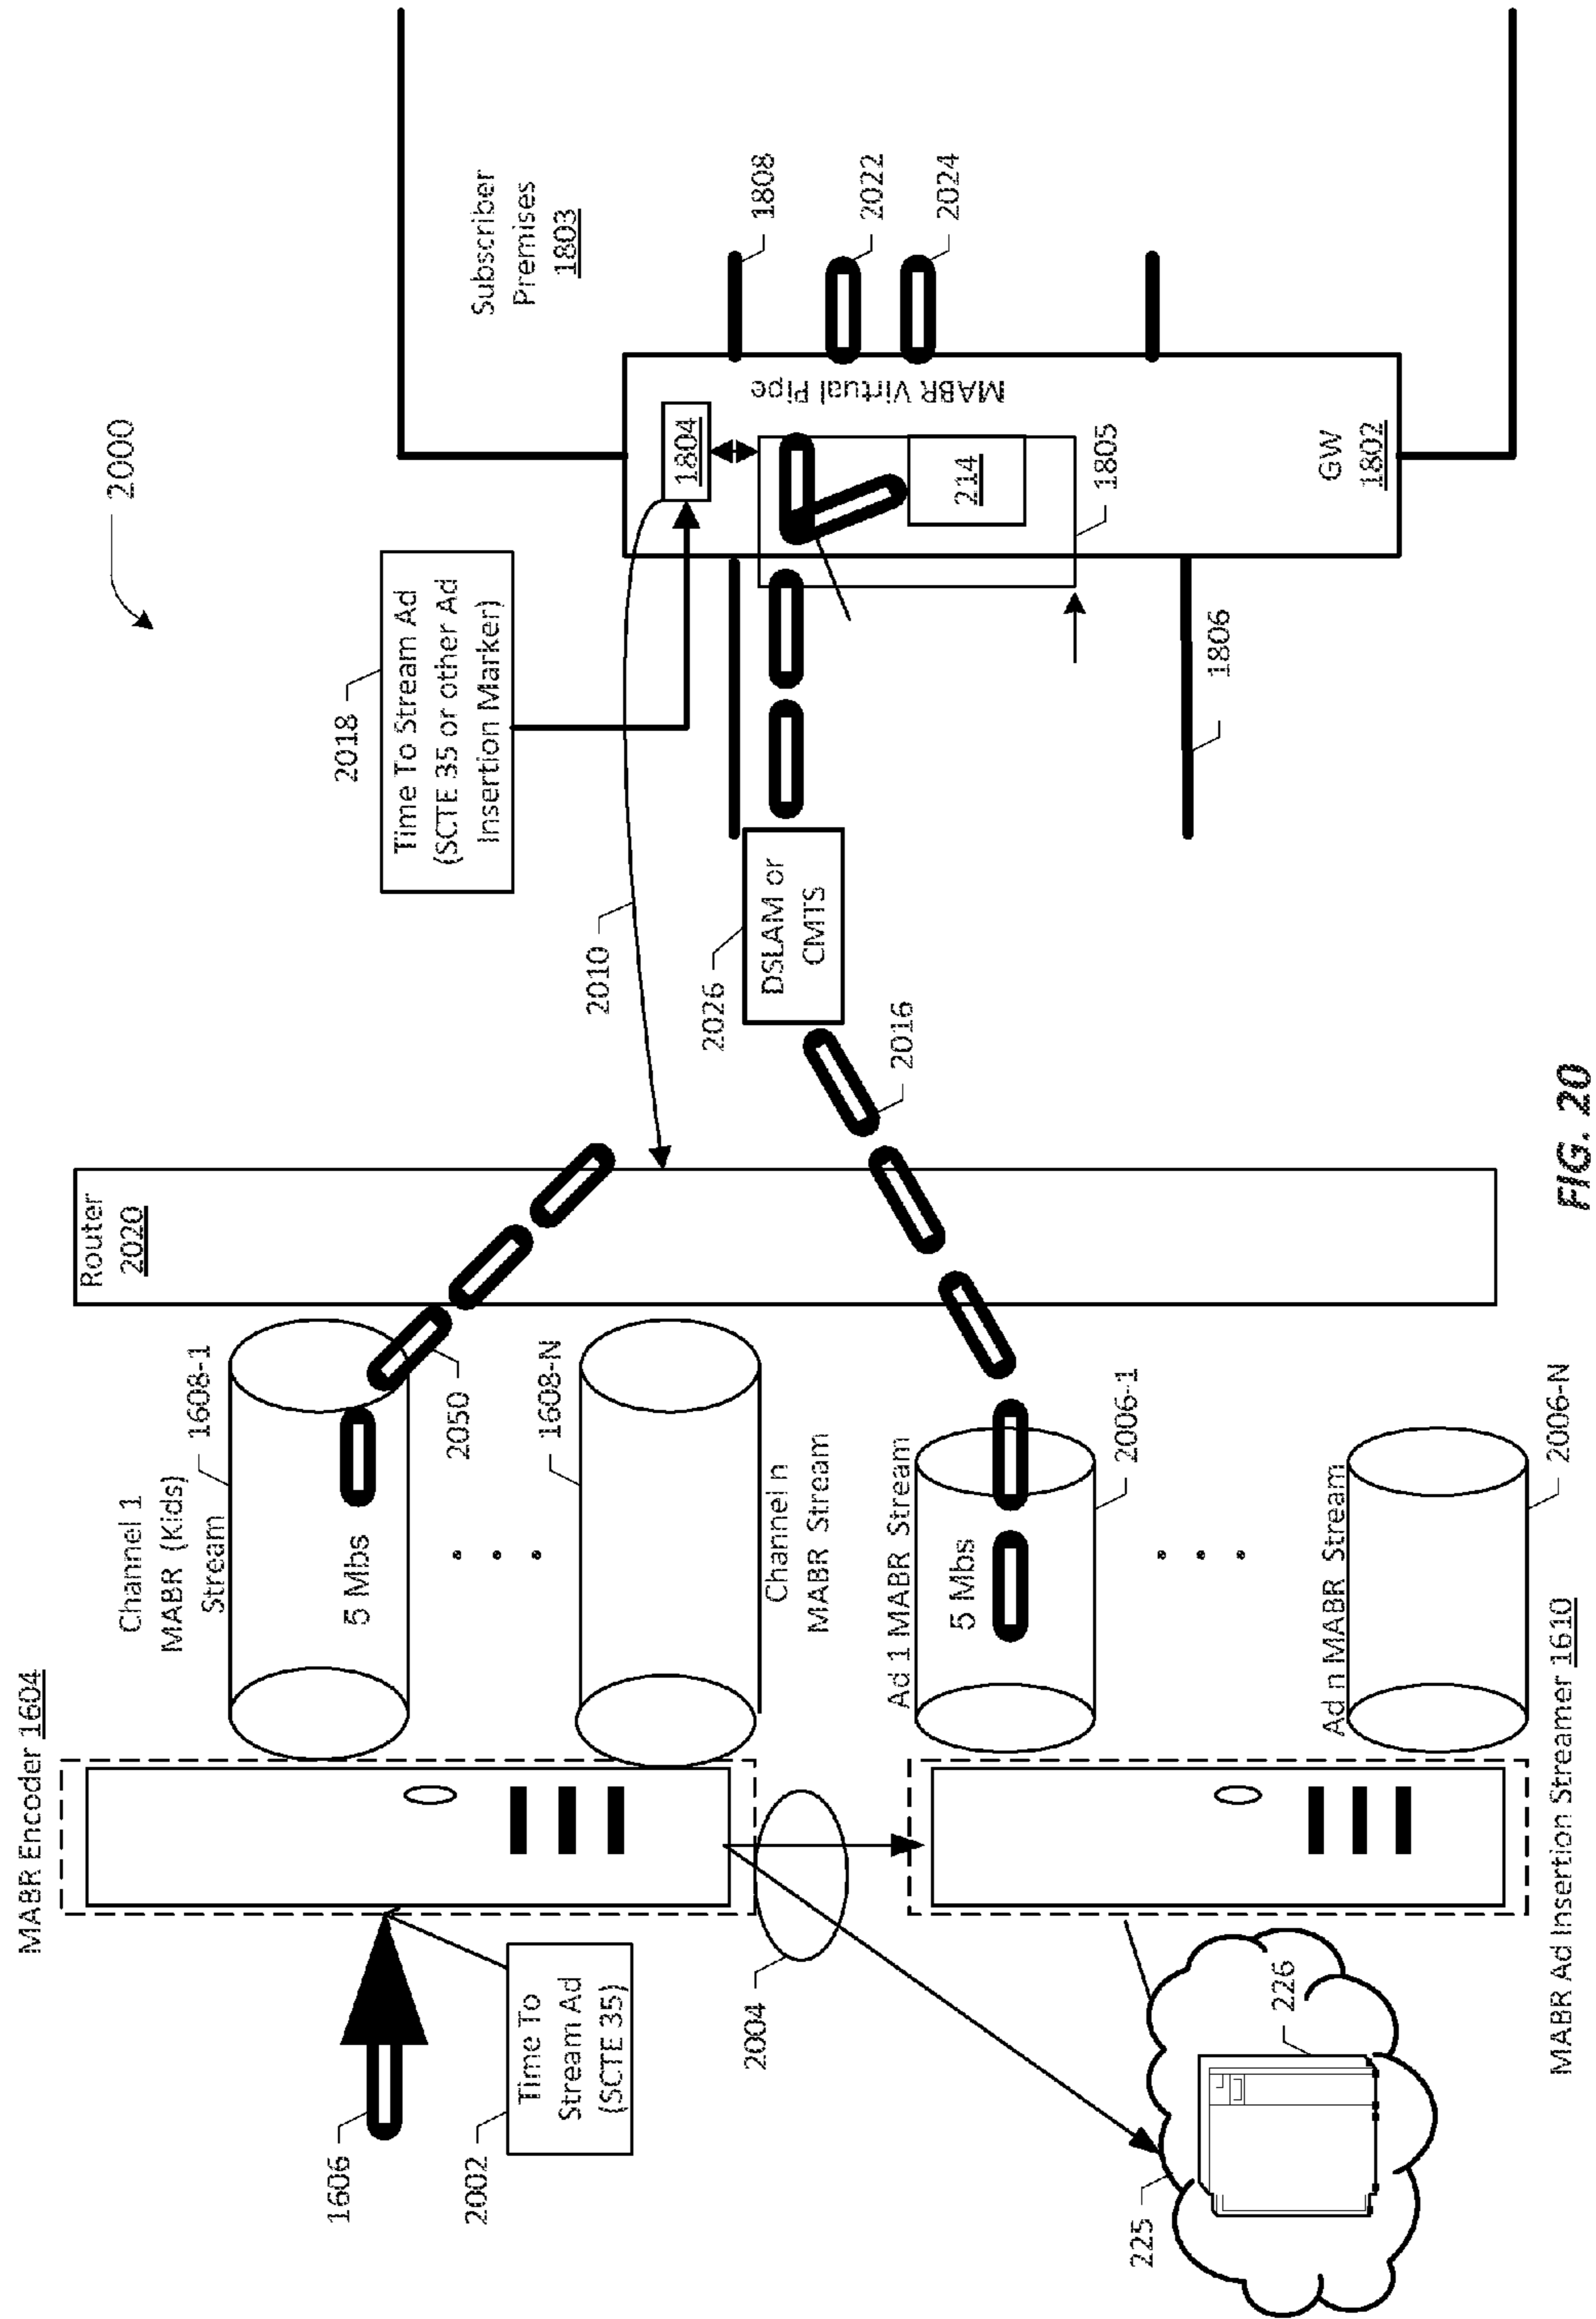 2000
MABR Encoder 1604
1606
2002
Time To
Stream Ad
(SCTE 35)
2004
225
226
MABR Ad Insertion Streamer 1610
Channel 1
MABR (Kids)
Stream
1608-1
5 Mbs
2050
1608-N
Channel n
MABR Stream
Ad 1 MABR Stream
5 Mbs
2006-1
Ad n MABR Stream
2006-N
Router
2020
2010
2016
2026
DSLAM or
CMTS
2018
Time To Stream Ad
(SCTE 35 or other Ad
Insertion Marker)
1806
1804
214
1805
MABR Virtual Pipe
GW
1802
Subscriber
Premises
1803
1808
2022
2024
FIG. 20